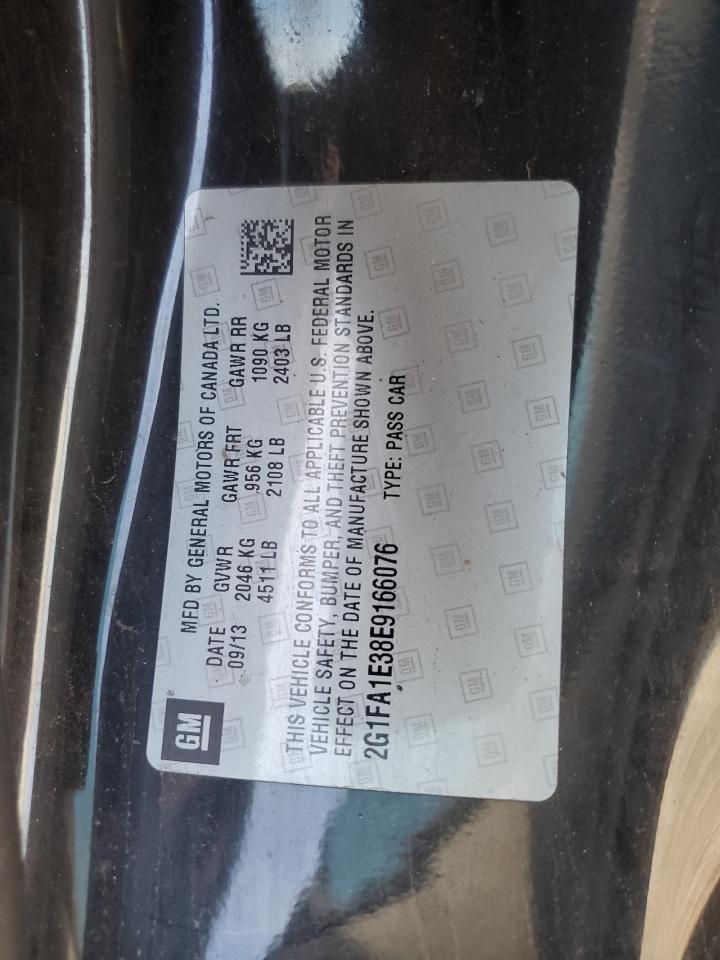 GM ®
MFD BY GENERAL MOTORS OF CANADA LTD.
DATE GVWR GAWR FRT GAWR RR
09/13 2046 KG 956 KG 1090 KG
4511 LB 2108 LB 2403 LB
THIS VEHICLE CONFORMS TO ALL APPLICABLE U.S. FEDERAL MOTOR
VEHICLE SAFETY, BUMPER, AND THEFT PREVENTION STANDARDS IN
EFFECT ON THE DATE OF MANUFACTURE SHOWN ABOVE.
2G1FA1E38E9166076 TYPE: PASS CAR